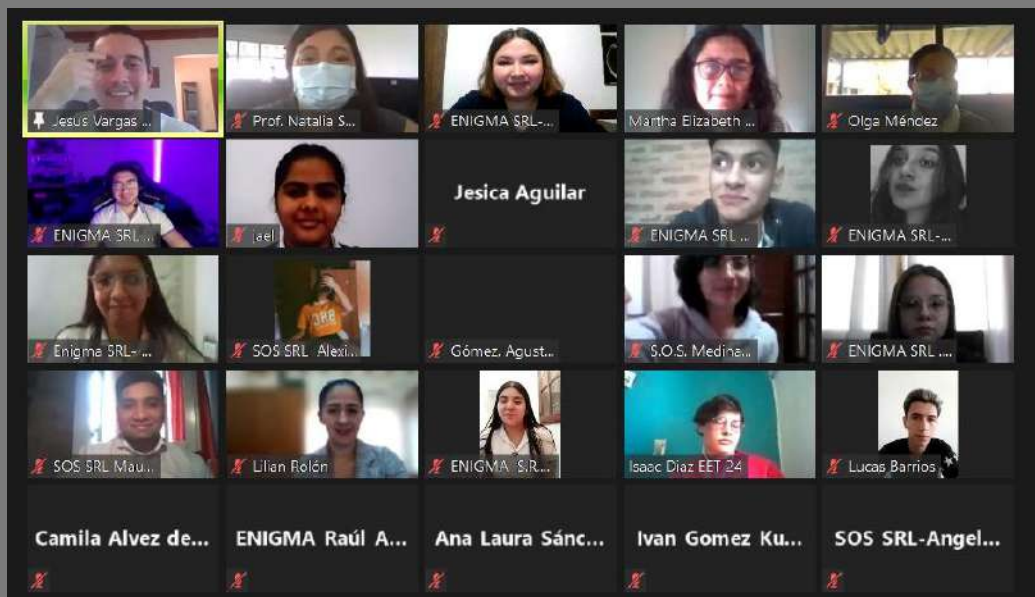 Jesús Vargas ...
Prof. Natalia S...
ENIGMA SRL-...
Martha Elizabeth ...
Olga Méndez
ENIGMA SRL ...
jael
Jesica Aguilar
ENIGMA SRL ...
ENIGMA SRL-...
Enigma SRL- ...
SOS SRL Alexi...
Gómez, Agust...
S.O.S. Medina...
ENIGMA SRL ....
SOS SRL Mau...
Lilian Rolón
ENIGMA S.R....
Isaac Diaz EET 24
Lucas Barrios
Camila Alvez de...
ENIGMA Raúl A...
Ana Laura Sánc...
Ivan Gomez Ku...
SOS SRL-Angel...